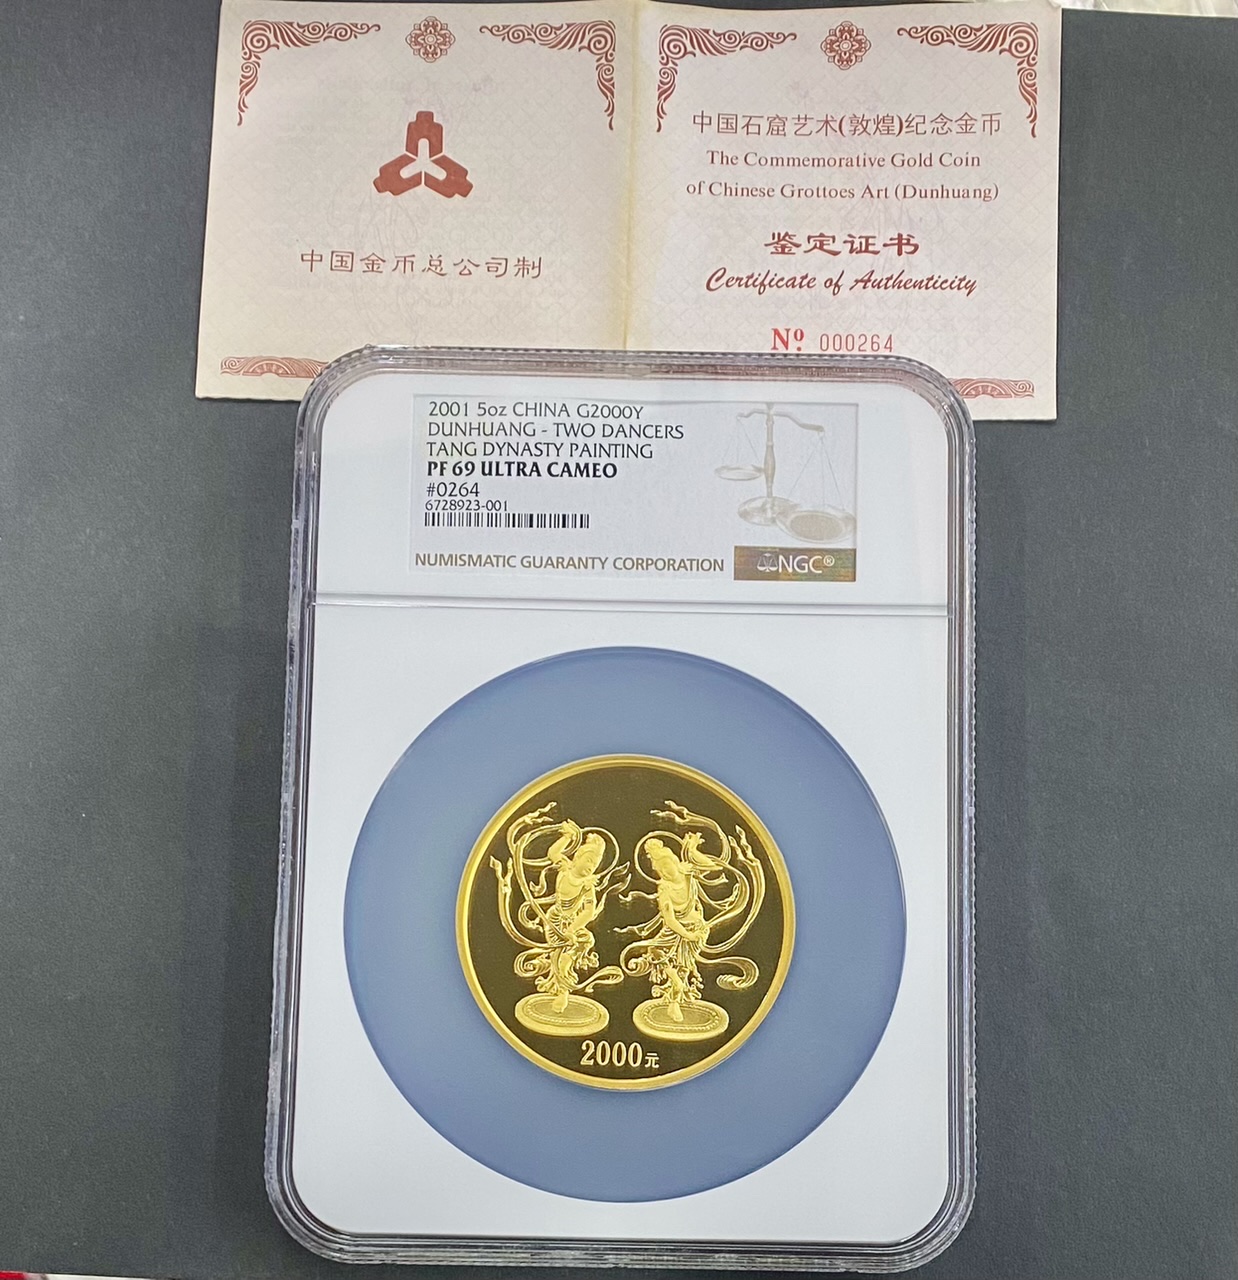 中国金币总公司制
中国石窟艺术(敦煌)纪念金币
The Commemorative Gold Coin
of Chinese Grottoes Art (Dunhuang)
鉴定证书
Certificate of Authenticity
Nº. 000264
2001 5oz CHINA G2000Y
DUNHUANG - TWO DANCERS
TANG DYNASTY PAINTING
PF 69 ULTRA CAMEO
#0264
6728923-001
NUMISMATIC GUARANTY CORPORATION
NGC®
2000元